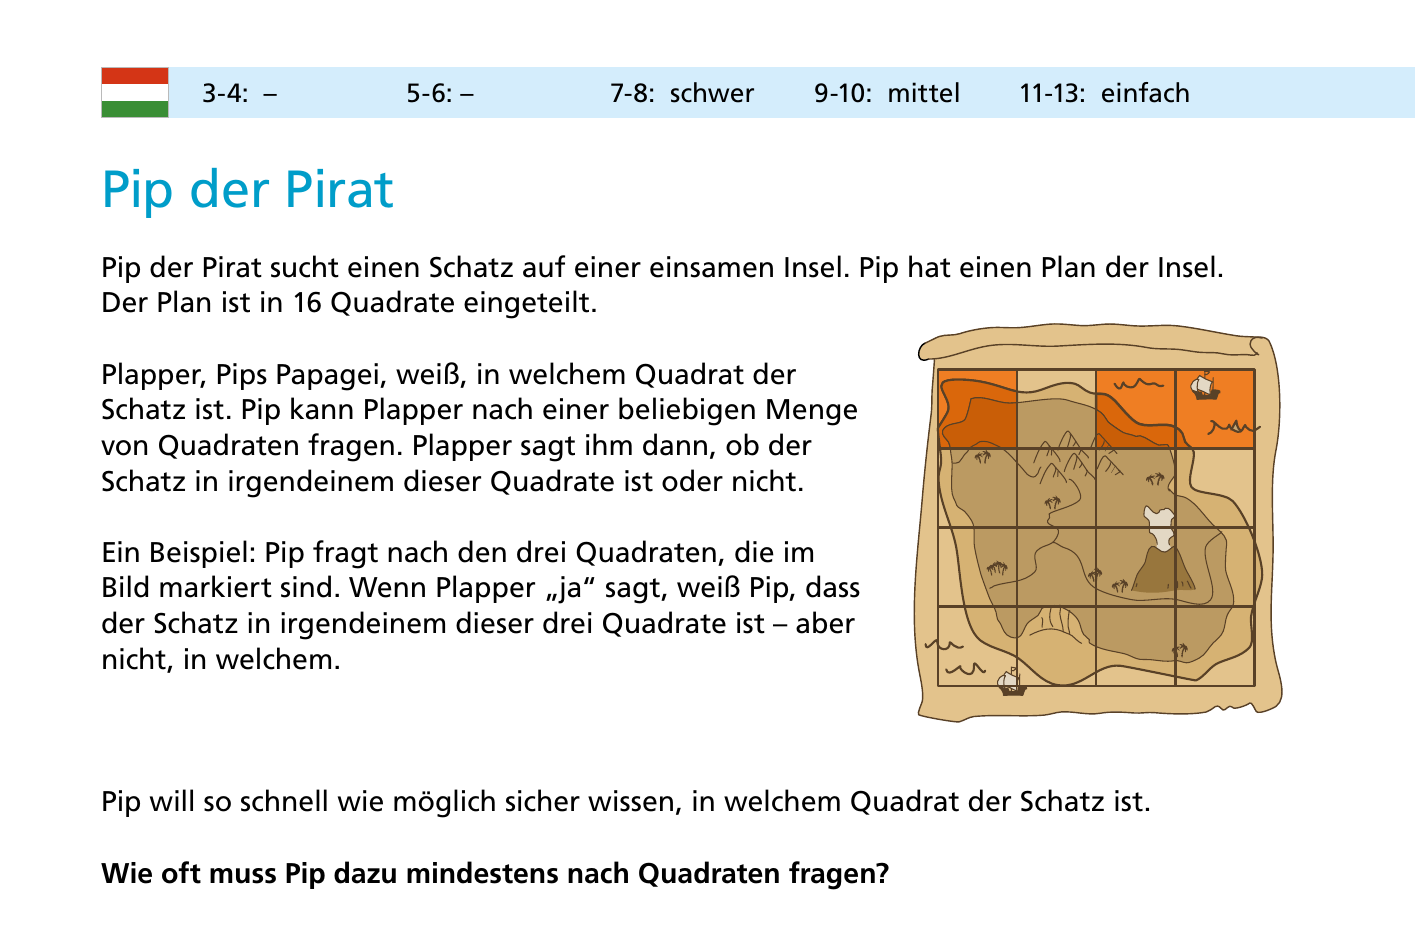 3-4: –   5-6: –   7-8: schwer   9-10: mittel   11-13: einfach
Pip der Pirat
Pip der Pirat sucht einen Schatz auf einer einsamen Insel. Pip hat einen Plan der Insel.
Der Plan ist in 16 Quadrate eingeteilt.
Plapper, Pips Papagei, weiß, in welchem Quadrat der
Schatz ist. Pip kann Plapper nach einer beliebigen Menge
von Quadraten fragen. Plapper sagt ihm dann, ob der
Schatz in irgendeinem dieser Quadrate ist oder nicht.
Ein Beispiel: Pip fragt nach den drei Quadraten, die im
Bild markiert sind. Wenn Plapper „ja“ sagt, weiß Pip, dass
der Schatz in irgendeinem dieser drei Quadrate ist – aber
nicht, in welchem.
Pip will so schnell wie möglich sicher wissen, in welchem Quadrat der Schatz ist.
Wie oft muss Pip dazu mindestens nach Quadraten fragen?